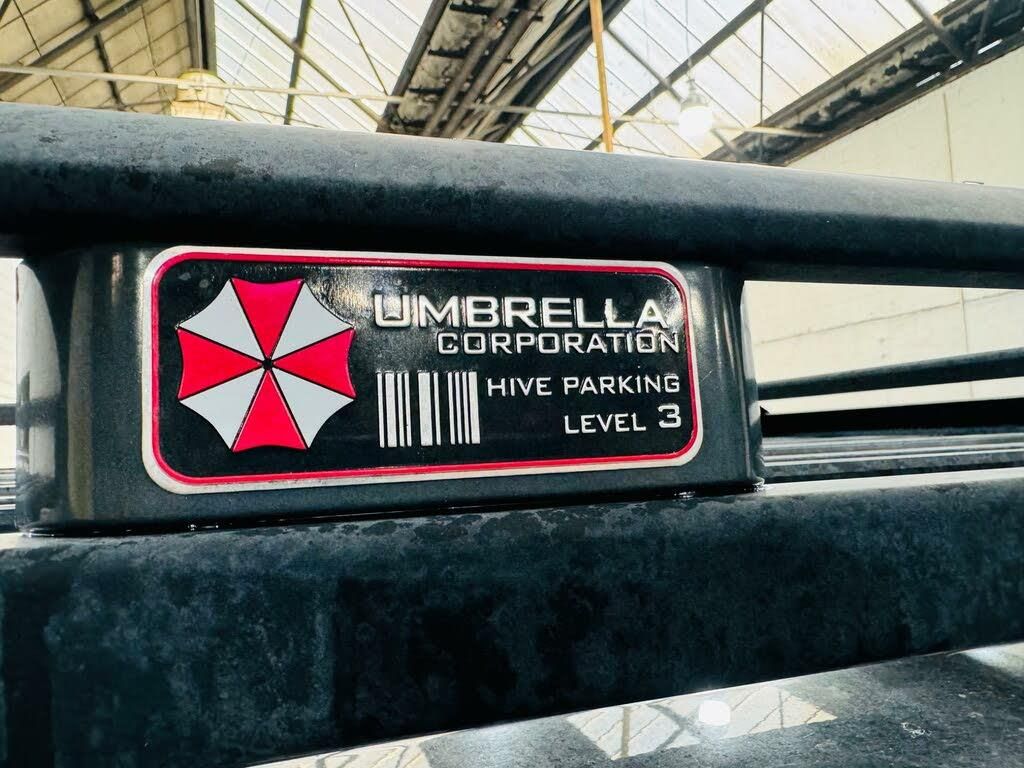 UMBRELLA
CORPORATION
HIVE PARKING
LEVEL 3